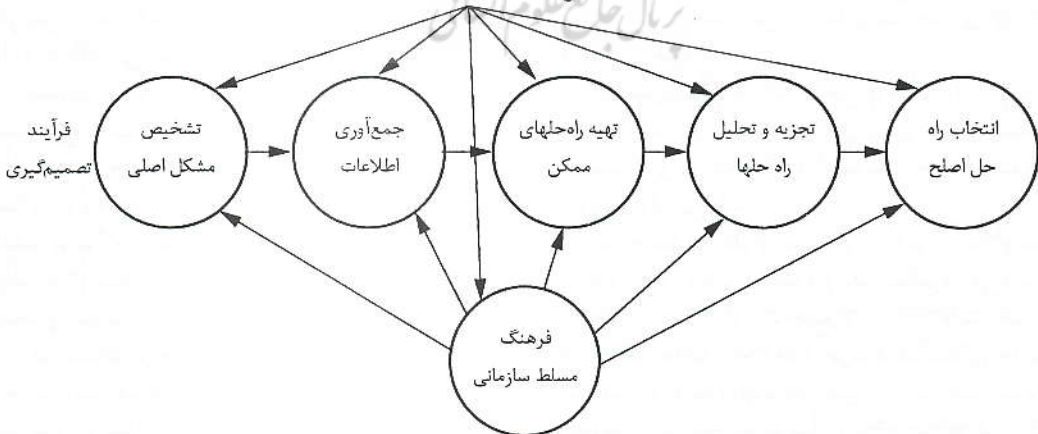 فرآیند
تصمیم‌گیری
تشخیص
مشکل اصلی
جمع‌آوری
اطلاعات
تهیه راه‌حلهای
ممکن
تجزیه و تحلیل
راه حلها
انتخاب راه
حل اصلح
فرهنگ
مسلط سازمانی